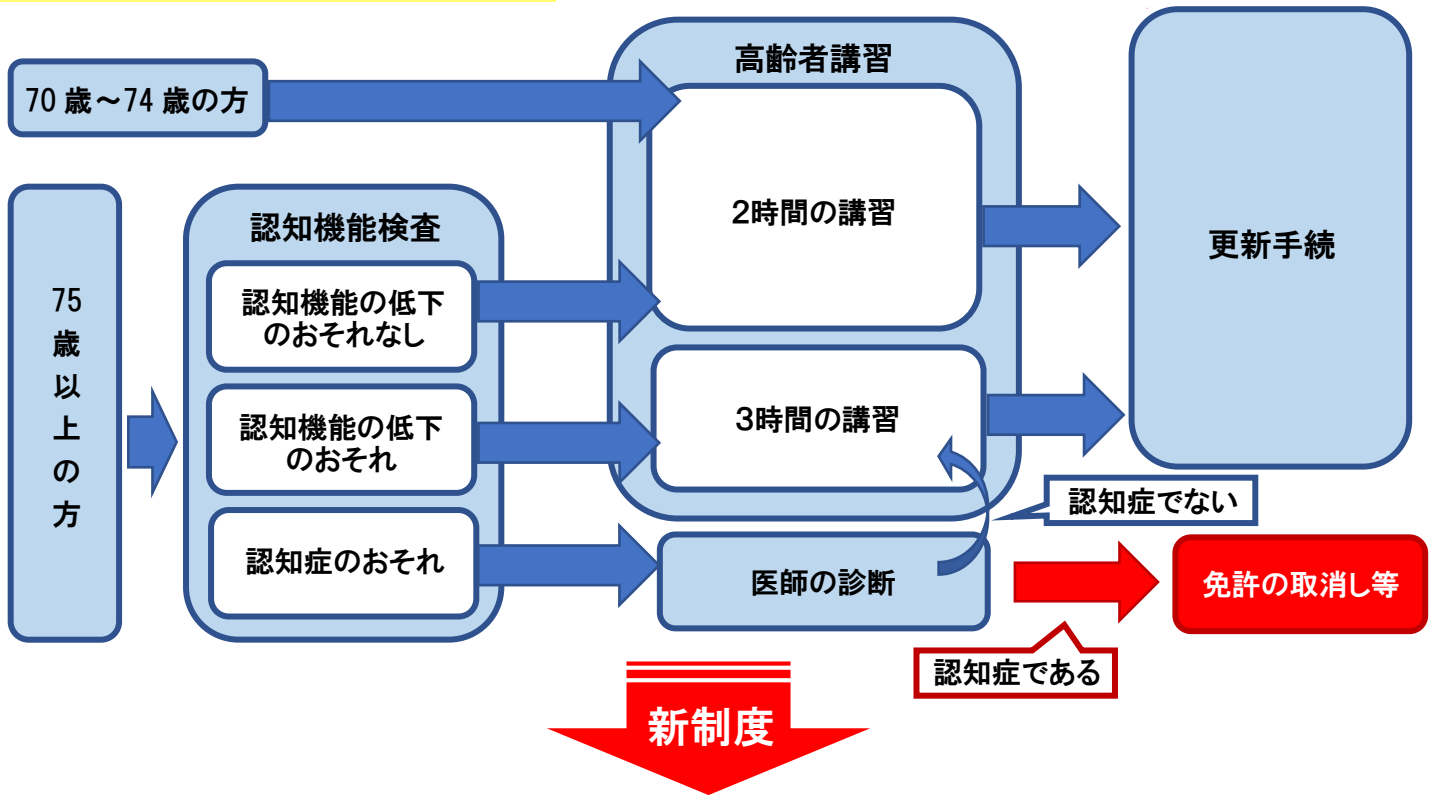 高齢者講習
70歳～74歳の方
2時間の講習
更新手続
認知機能検査
認知機能の低下
のおそれなし
75
歳
以
上
の
方
認知機能の低下
のおそれ
3時間の講習
認知症でない
認知症のおそれ
医師の診断
免許の取消し等
認知症である
新制度